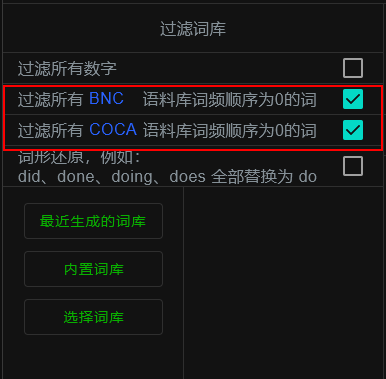 过滤词库
过滤所有数字
过滤所有 BNC 语料库词频顺序为0的词
过滤所有 COCA 语料库词频顺序为0的词
词形还原，例如：
did、done、doing、does 全部替换为 do
最近生成的词库
内置词库
选择词库